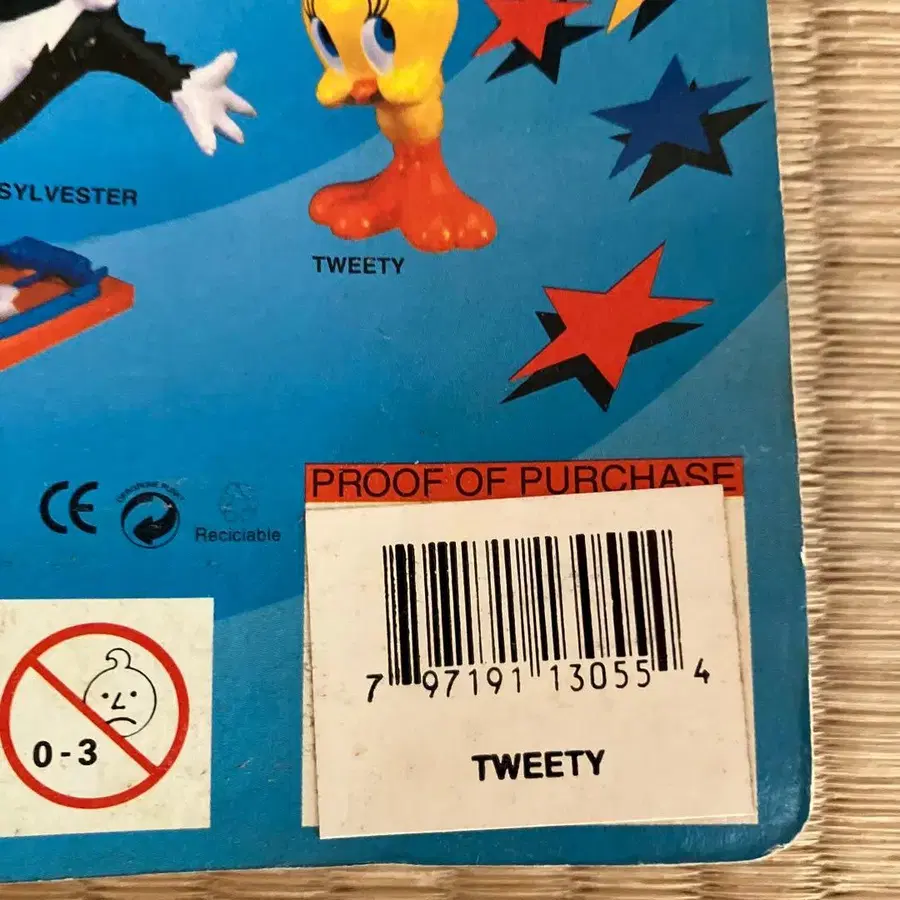 SYLVESTER
TWEETY
PROOF OF PURCHASE
CE
Reciclable
7 97191 13055 4
0-3
TWEETY